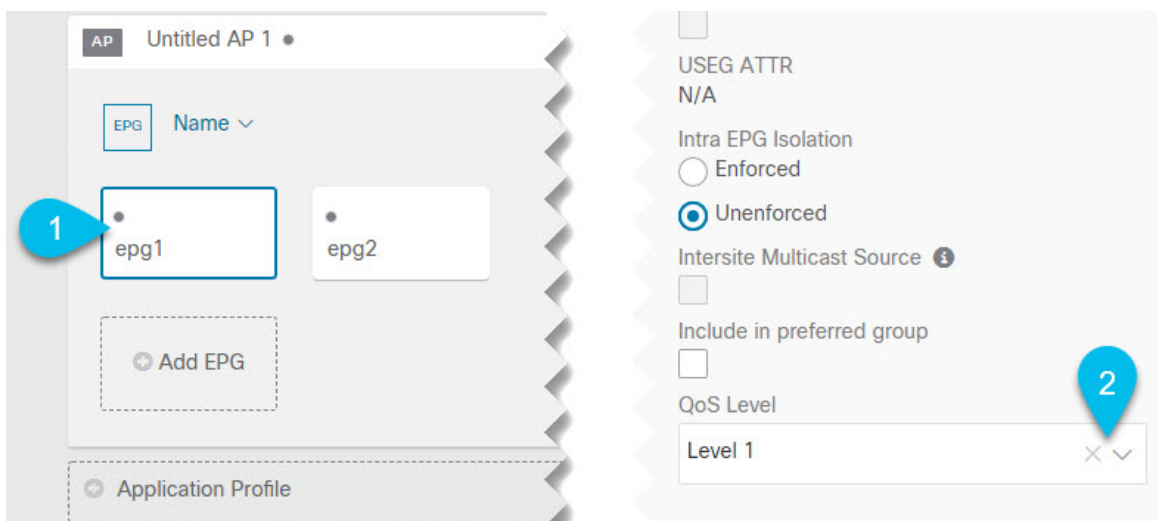 AP Untitled AP 1
EPG Name
1
epg1
epg2
Add EPG
Application Profile
USEG ATTR
N/A
Intra EPG Isolation
Enforced
Unenforced
Intersite Multicast Source
Include in preferred group
2
QoS Level
Level 1